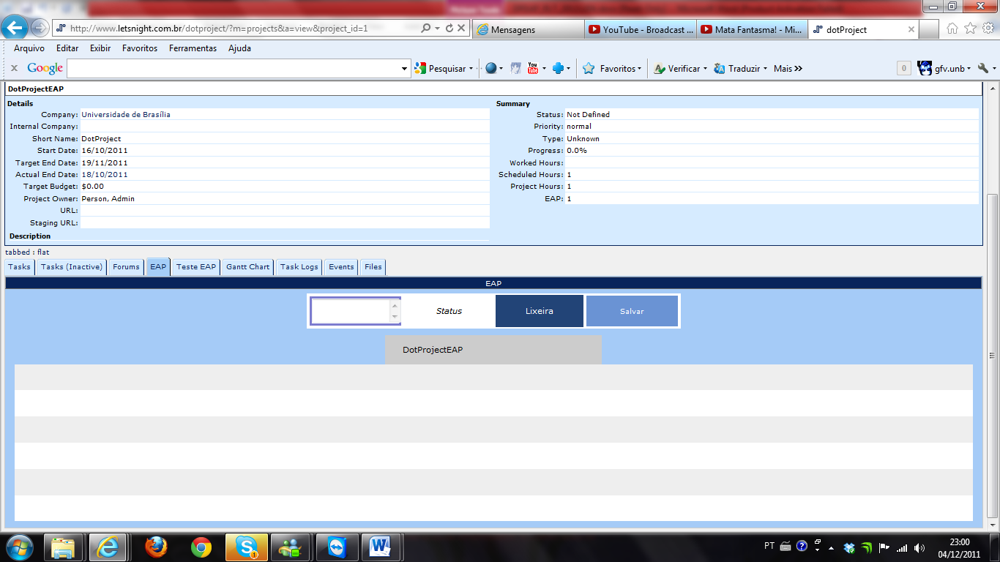 http://www.letsnight.com.br/dotproject/?m=projects&a=view&project_id=1
Mensagens
YouTube - Broadcast ...
Mata Fantasma! - Mi...
dotProject
Arquivo Editar Exibir Favoritos Ferramentas Ajuda
x Google Pesquisar You Tube Favoritos Verificar Traduzir Mais 0 gfv.unb
DotProjectEAP
Details
Company: Universidade de Brasília
Internal Company:
Short Name: DotProject
Start Date: 16/10/2011
Target End Date: 19/11/2011
Actual End Date: 18/10/2011
Target Budget: $0.00
Project Owner: Person, Admin
URL:
Staging URL:
Description
Summary
Status: Not Defined
Priority: normal
Type: Unknown
Progress: 0.0%
Worked Hours:
Scheduled Hours: 1
Project Hours: 1
EAP: 1
tabbed : flat
Tasks Tasks (Inactive) Forums EAP Teste EAP Gantt Chart Task Logs Events Files
EAP
Status Lixeira Salvar
DotProjectEAP
PT 23:00
04/12/2011